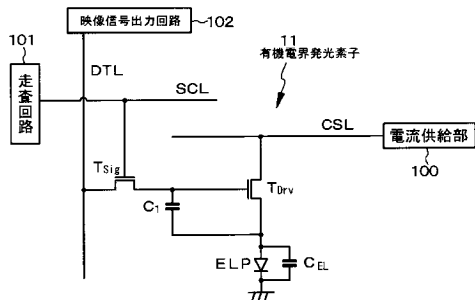 映像信号出力回路
102
101
走査回路
DTL
SCL
11
有機電界発光素子
CSL
電流供給部
100
TSig
TDrv
C1
ELP
CEL